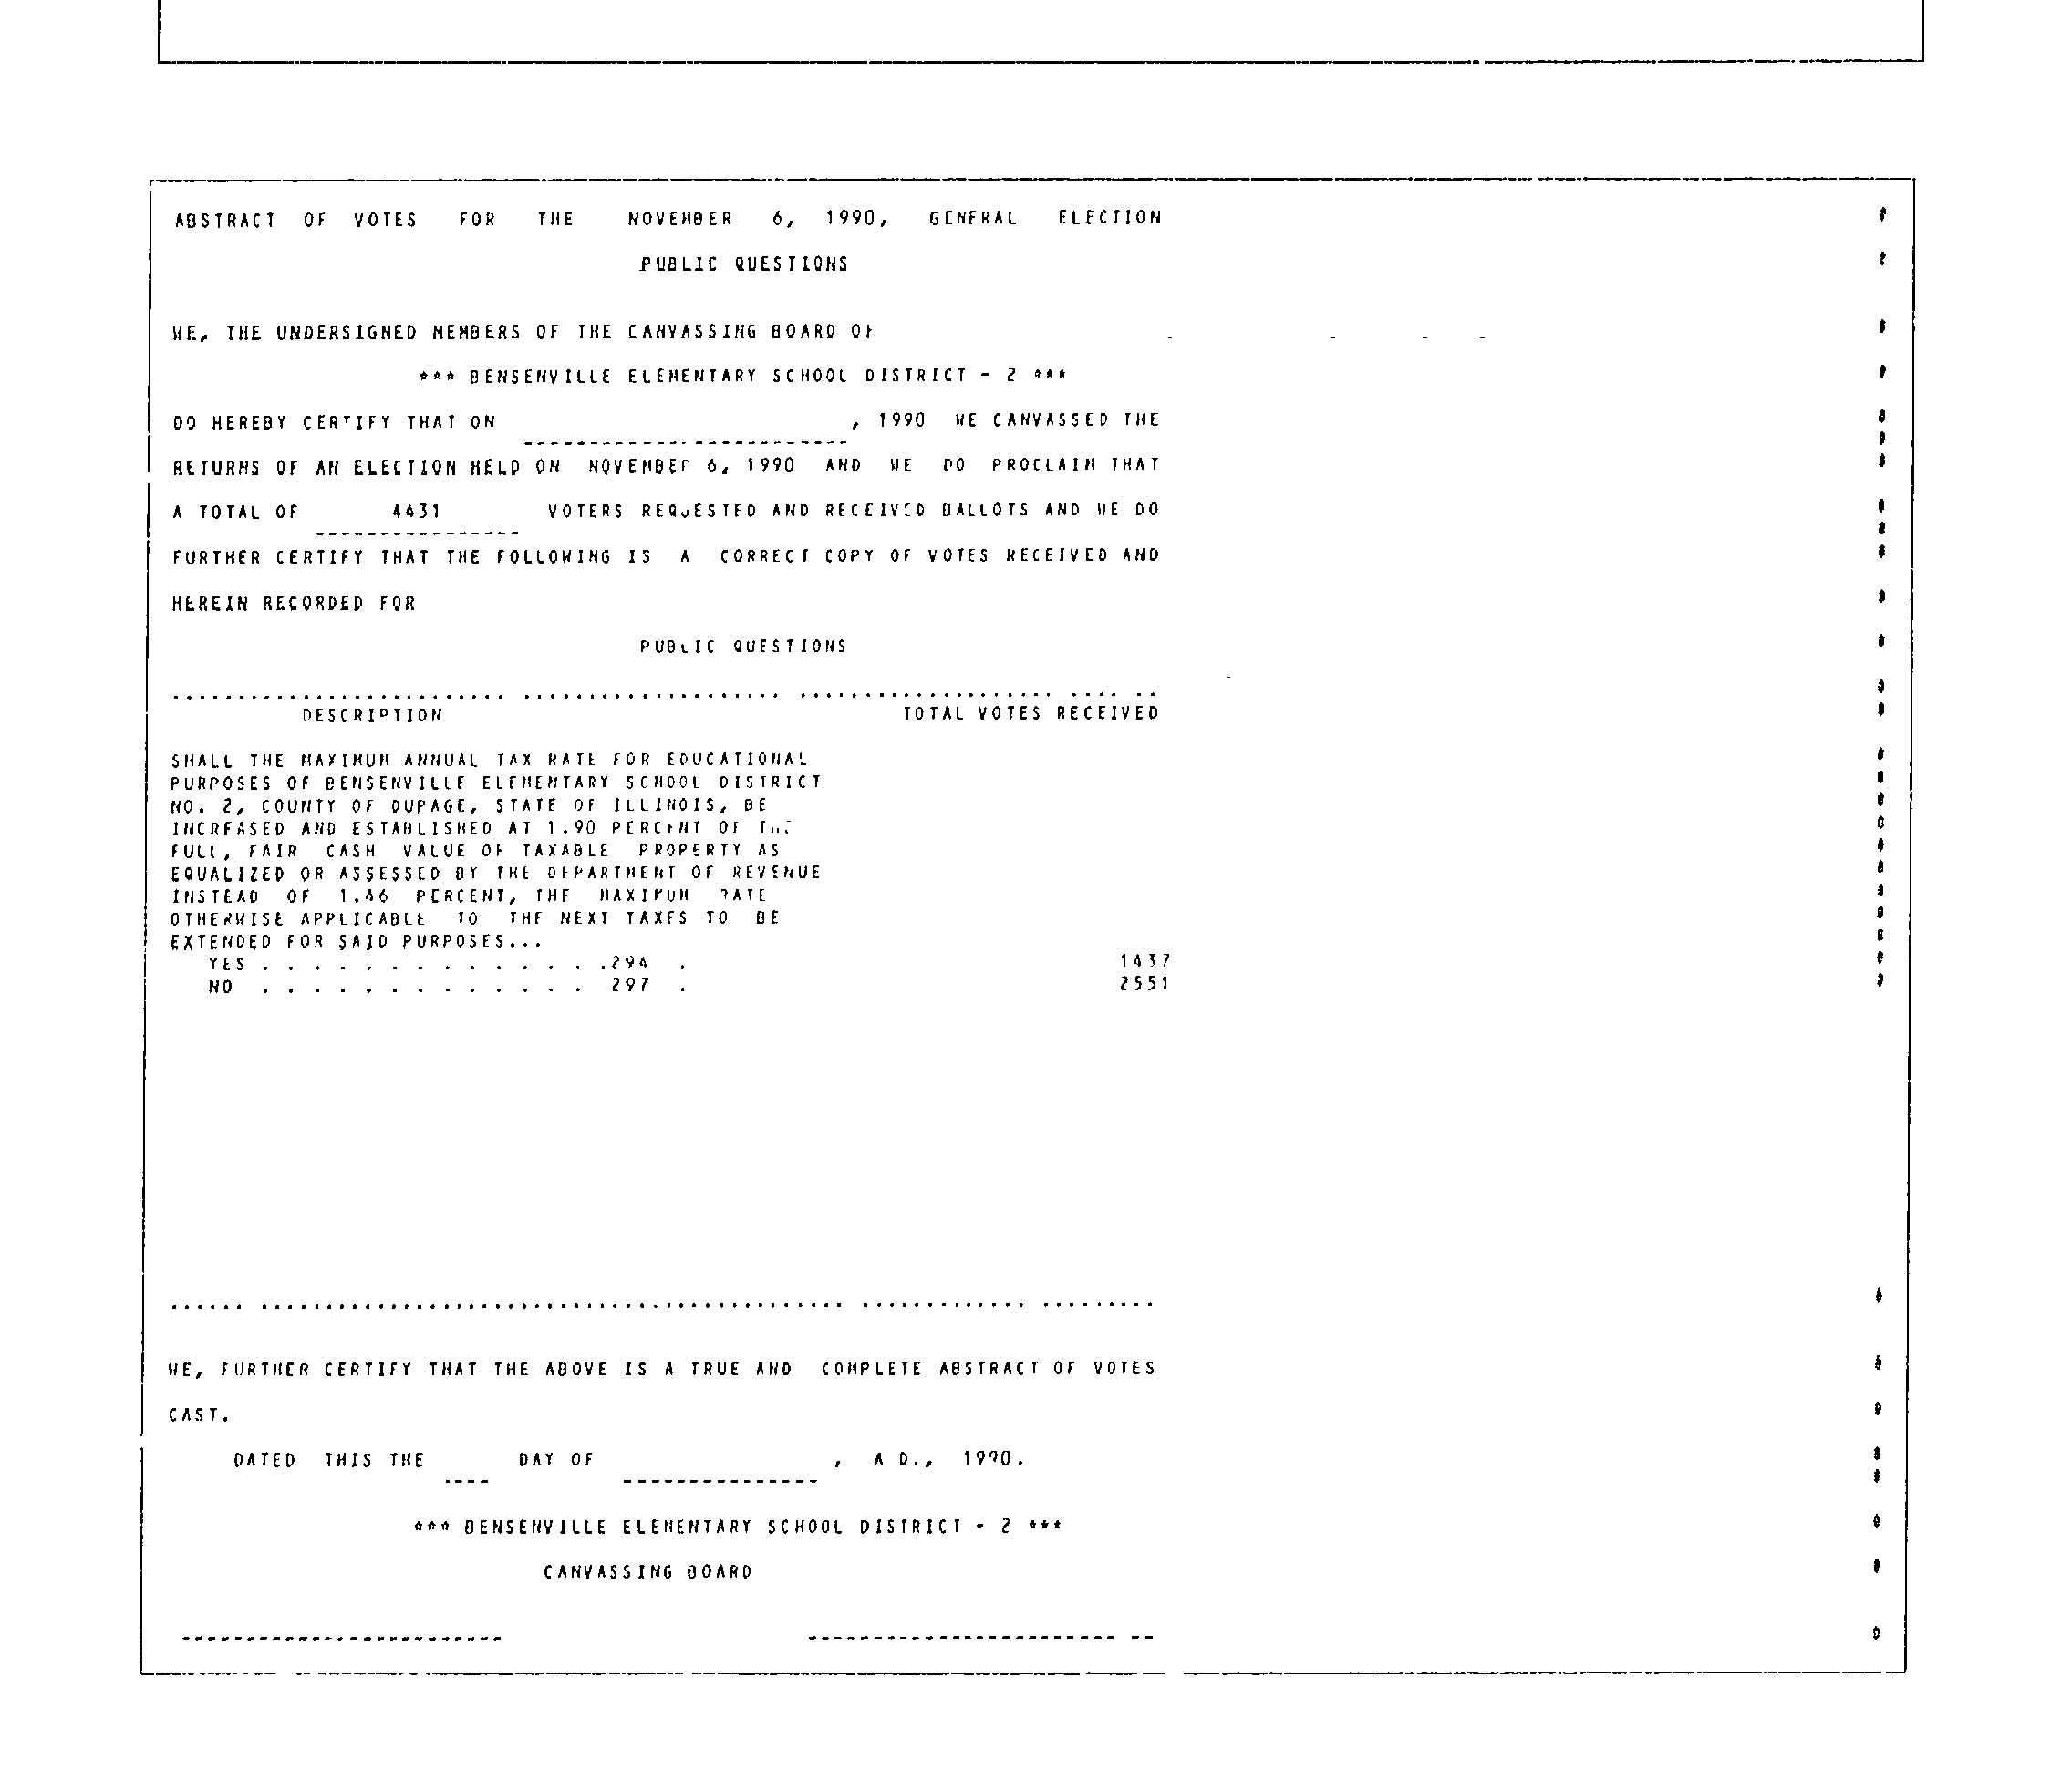 ABSTRACT OF VOTES FOR THE NOVEMBER 6, 1990, GENERAL ELECTION
PUBLIC QUESTIONS
WE, THE UNDERSIGNED MEMBERS OF THE CANVASSING BOARD OF
*** BENSENVILLE ELEMENTARY SCHOOL DISTRICT - 2 ***
DO HEREBY CERTIFY THAT ON , 1990 WE CANVASSED THE
RETURNS OF AN ELECTION HELD ON NOVEMBER 6, 1990 AND WE DO PROCLAIM THAT
A TOTAL OF 4431 VOTERS REQUESTED AND RECEIVED BALLOTS AND WE DO
FURTHER CERTIFY THAT THE FOLLOWING IS A CORRECT COPY OF VOTES RECEIVED AND
HEREIN RECORDED FOR
PUBLIC QUESTIONS
DESCRIPTION TOTAL VOTES RECEIVED
SHALL THE MAXIMUM ANNUAL TAX RATE FOR EDUCATIONAL
PURPOSES OF BENSENVILLE ELEMENTARY SCHOOL DISTRICT
NO. 2, COUNTY OF DUPAGE, STATE OF ILLINOIS, BE
INCREASED AND ESTABLISHED AT 1.90 PERCENT OF THE
FULL, FAIR CASH VALUE OF TAXABLE PROPERTY AS
EQUALIZED OR ASSESSED BY THE DEPARTMENT OF REVENUE
INSTEAD OF 1.46 PERCENT, THE MAXIMUM RATE
OTHERWISE APPLICABLE TO THE NEXT TAXES TO BE
EXTENDED FOR SAID PURPOSES...
YES . . . . . . . . . . . . . . .294 . 1437
NO . . . . . . . . . . . . . 297 . 2551
WE, FURTHER CERTIFY THAT THE ABOVE IS A TRUE AND COMPLETE ABSTRACT OF VOTES
CAST.
DATED THIS THE DAY OF , A D., 1990.
*** BENSENVILLE ELEMENTARY SCHOOL DISTRICT - 2 ***
CANVASSING BOARD